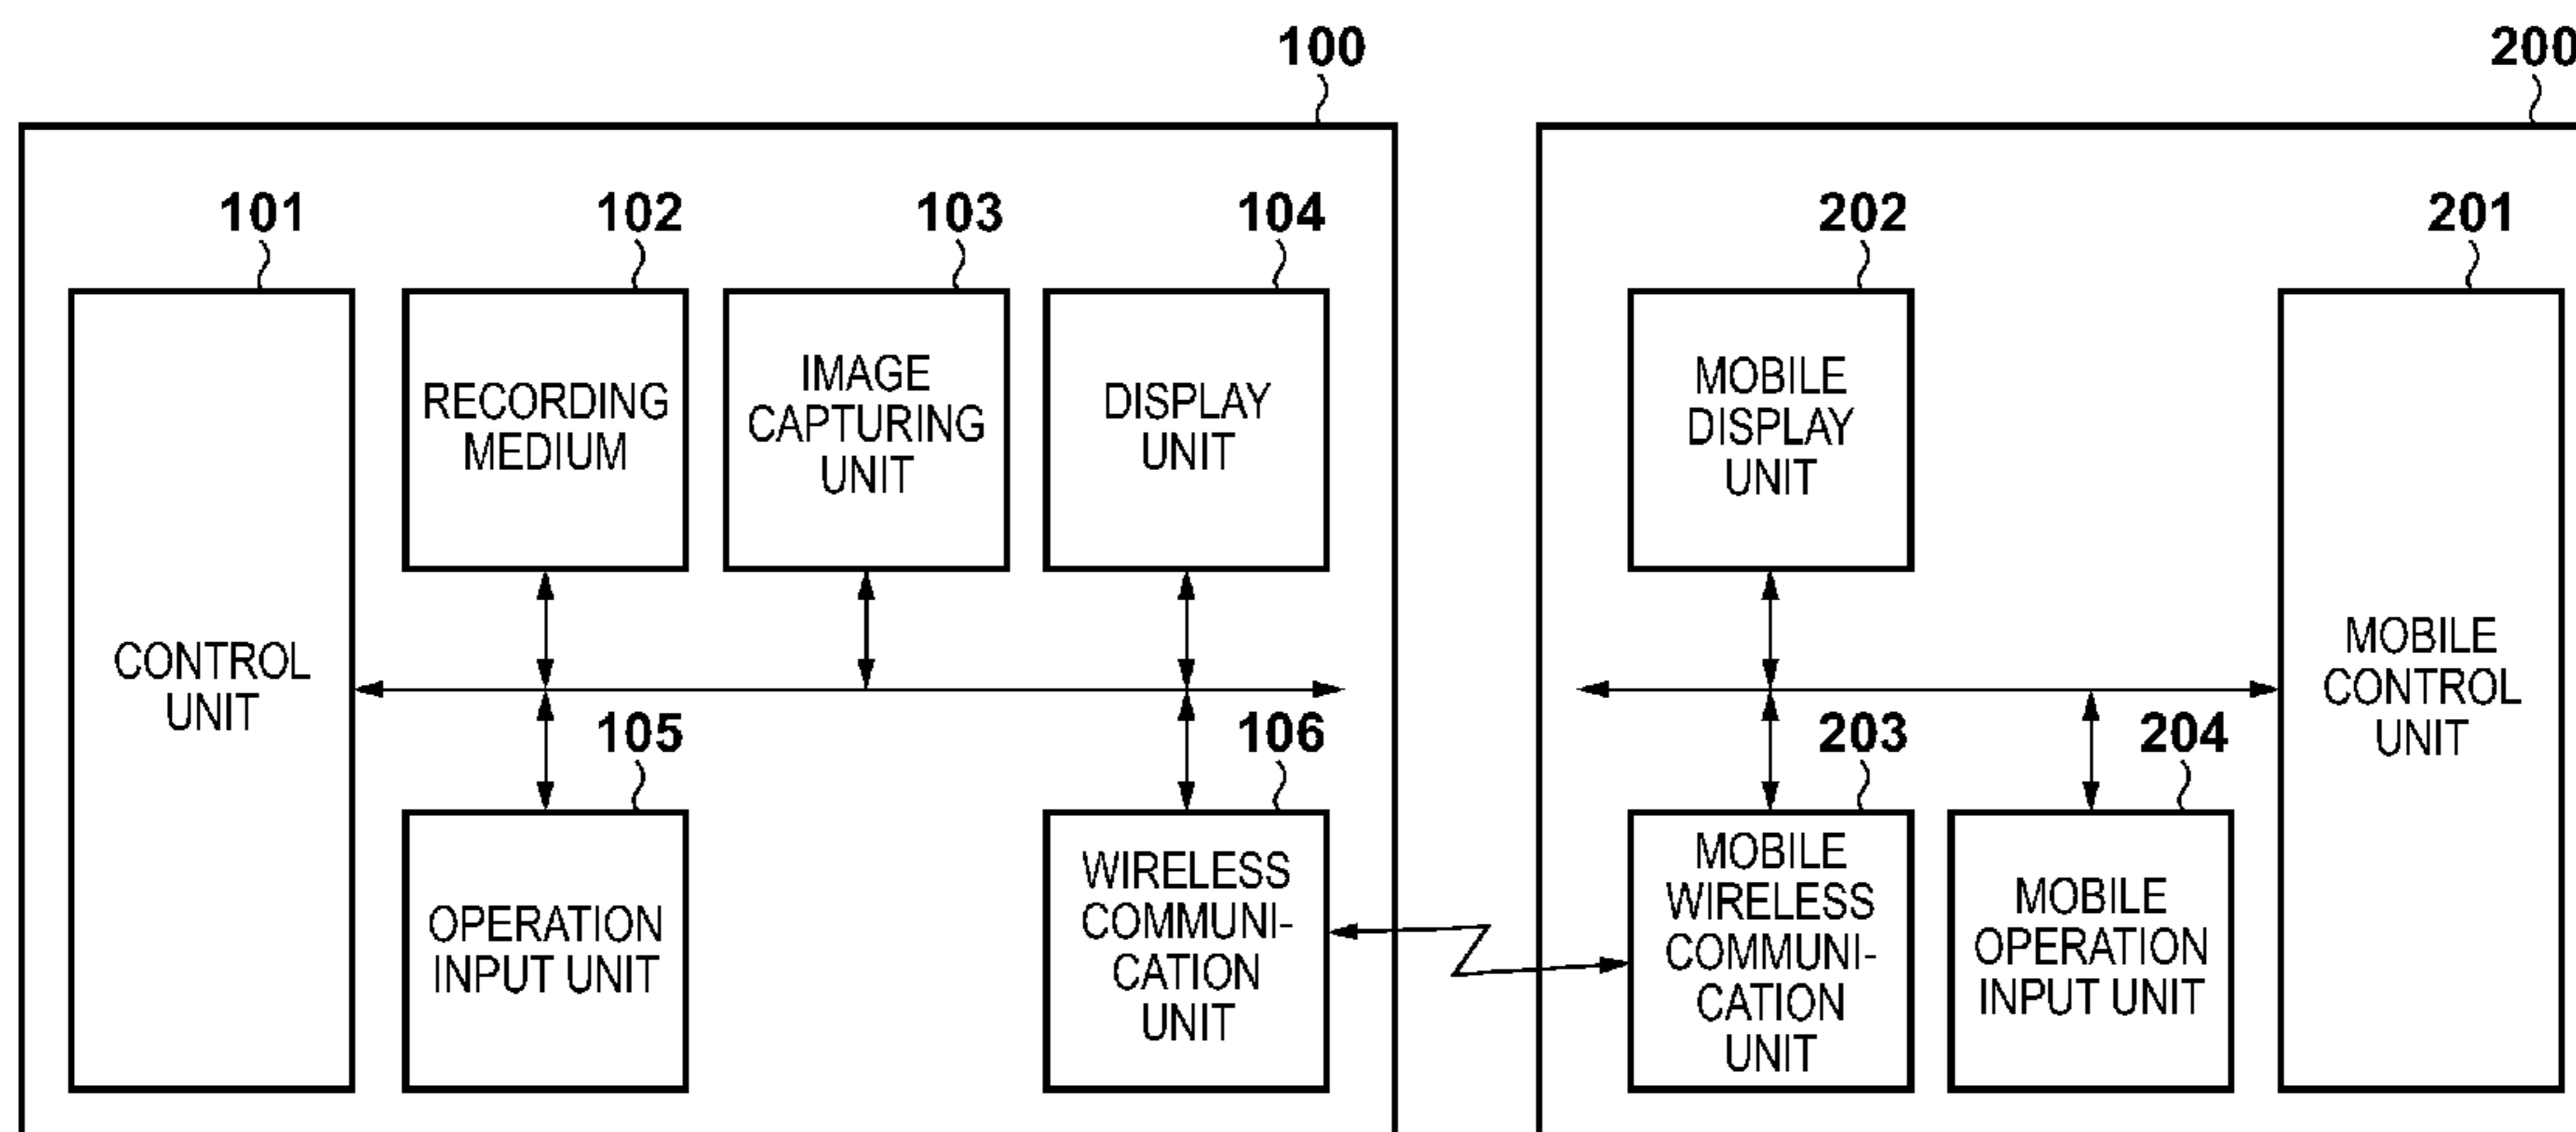 100
200
101
102
103
104
202
201
RECORDING
MEDIUM
IMAGE
CAPTURING
UNIT
DISPLAY
UNIT
MOBILE
DISPLAY
UNIT
CONTROL
UNIT
MOBILE
CONTROL
UNIT
105
106
203
204
OPERATION
INPUT UNIT
WIRELESS
COMMUNI-
CATION
UNIT
MOBILE
WIRELESS
COMMUNI-
CATION
UNIT
MOBILE
OPERATION
INPUT UNIT